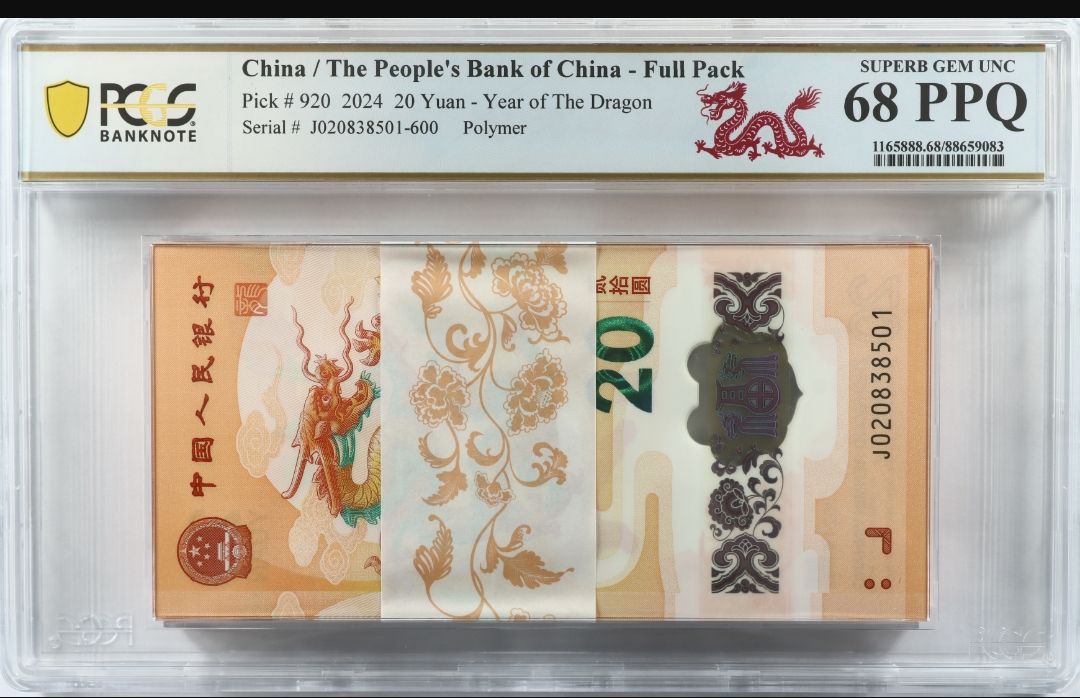 PCGS
BANKNOTE
China / The People's Bank of China - Full Pack
Pick # 920 2024 20 Yuan - Year of The Dragon
Serial # J020838501-600 Polymer
SUPERB GEM UNC
68 PPQ
1165888.68/88659083
中国人民银行
贰拾圆
20
J020838501
PCGS